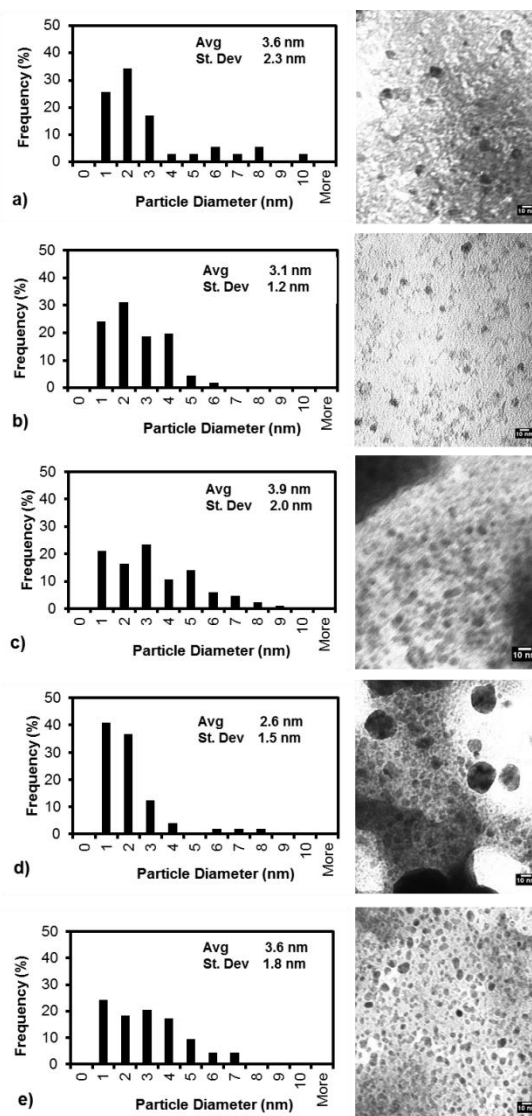 50
40
30
20
10
0
Frequency (%)
Avg 3.6 nm
St. Dev 2.3 nm
0 1 2 3 4 5 6 7 8 9 10 More
Particle Diameter (nm)
a)
10 nm
50
40
30
20
10
0
Frequency (%)
Avg 3.1 nm
St. Dev 1.2 nm
0 1 2 3 4 5 6 7 8 9 10 More
Particle Diameter (nm)
b)
10 nm
50
40
30
20
10
0
Frequency (%)
Avg 3.9 nm
St. Dev 2.0 nm
0 1 2 3 4 5 6 7 8 9 10 More
Particle Diameter (nm)
c)
10 nm
50
40
30
20
10
0
Frequency (%)
Avg 2.6 nm
St. Dev 1.5 nm
0 1 2 3 4 5 6 7 8 9 10 More
Particle Diameter (nm)
d)
10 nm
50
40
30
20
10
0
Frequency (%)
Avg 3.6 nm
St. Dev 1.8 nm
0 1 2 3 4 5 6 7 8 9 10 More
Particle Diameter (nm)
e)